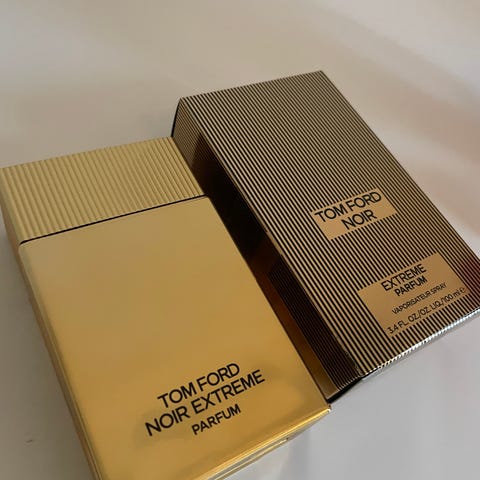 TOM FORD
NOIR EXTREME
PARFUM
TOM FORD
NOIR
EXTREME
PARFUM
VAPORISATEUR SPRAY
3.4 FL.OZ./OZ.LIQ./100 ml ℮